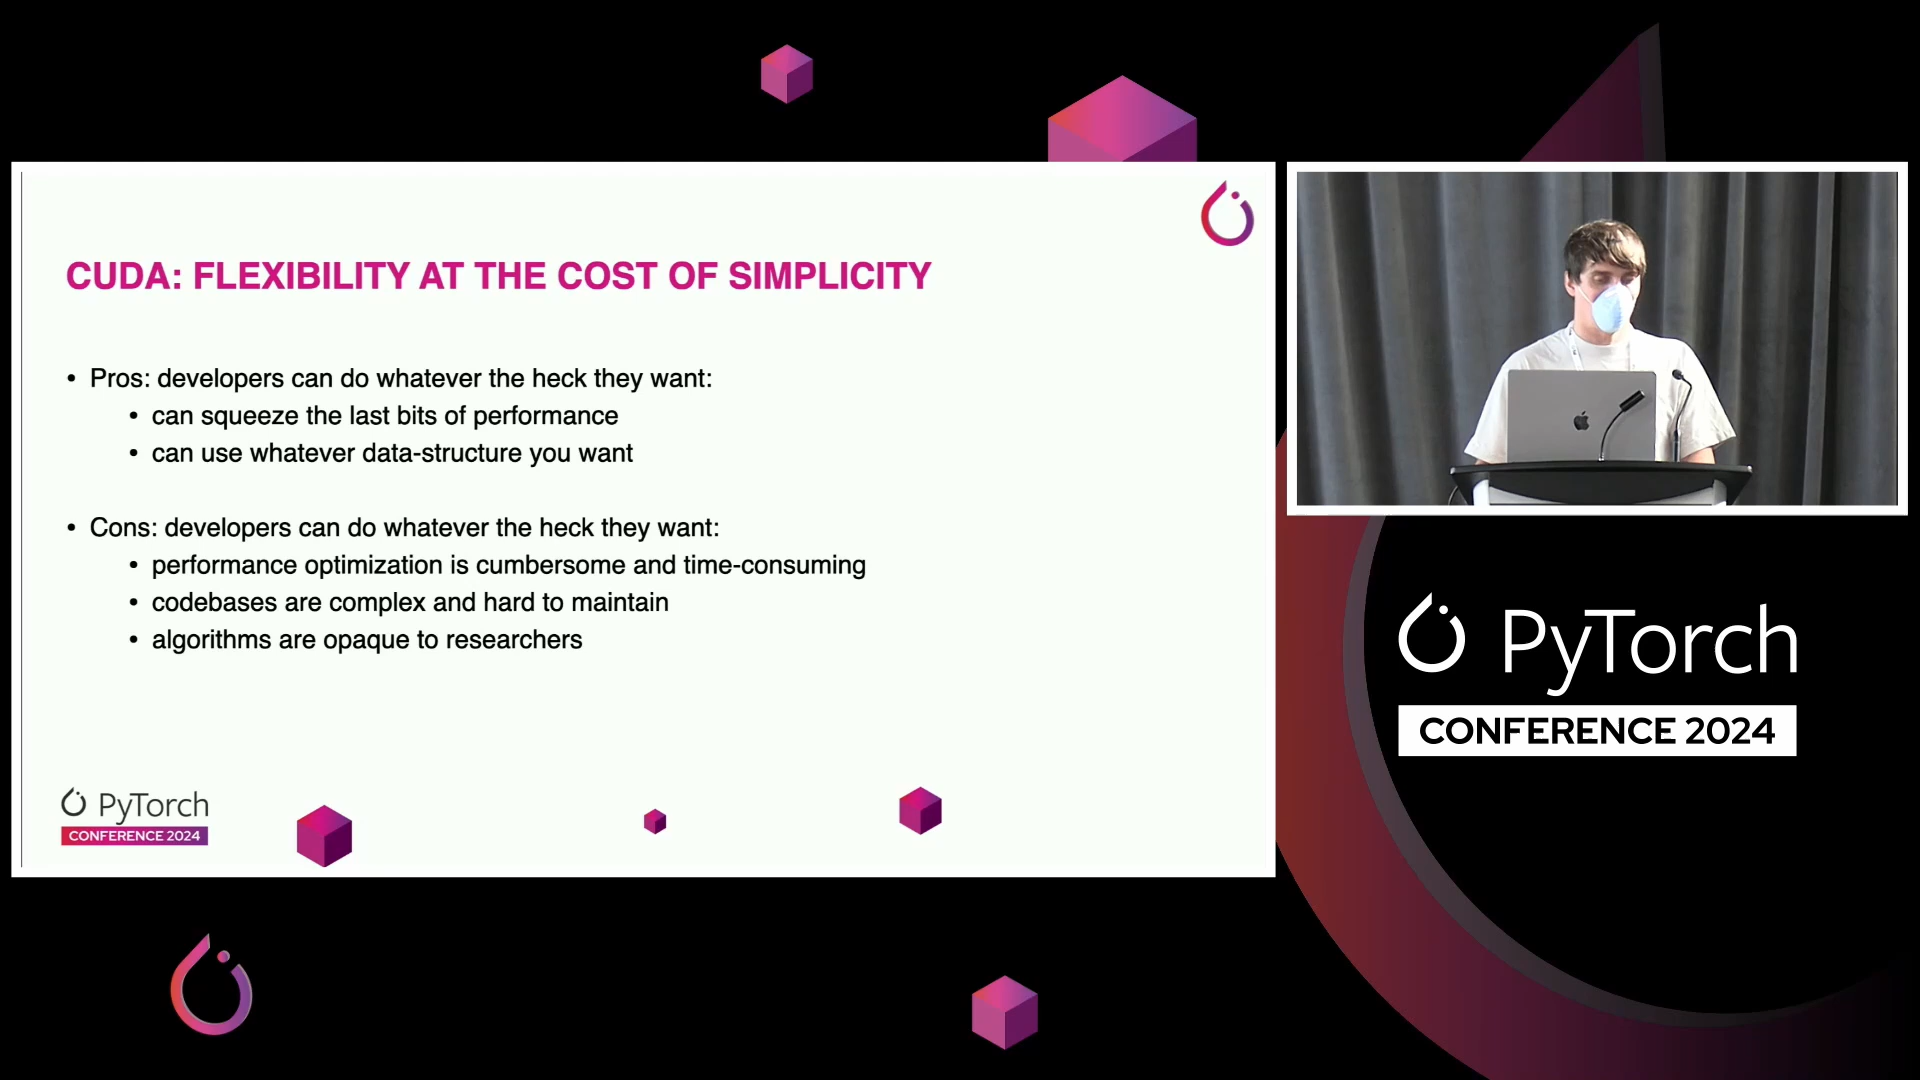 CUDA: FLEXIBILITY AT THE COST OF SIMPLICITY
• Pros: developers can do whatever the heck they want:
• can squeeze the last bits of performance
• can use whatever data-structure you want
• Cons: developers can do whatever the heck they want:
• performance optimization is cumbersome and time-consuming
• codebases are complex and hard to maintain
• algorithms are opaque to researchers
PyTorch
CONFERENCE 2024
PyTorch
CONFERENCE 2024